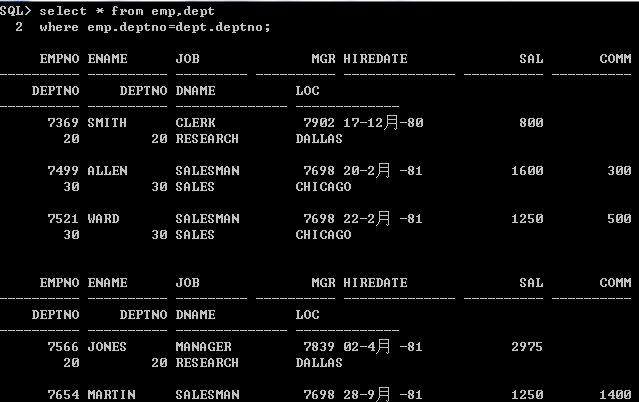 SQL> select * from emp,dept
  2  where emp.deptno=dept.deptno;
     EMPNO ENAME      JOB              MGR HIREDATE              SAL       COMM
---------- ---------- --------- ---------- -------------- ---------- ----------
    DEPTNO     DEPTNO DNAME          LOC
---------- ---------- -------------- -------------
      7369 SMITH      CLERK           7902 17-12月-80            800
        20         20 RESEARCH       DALLAS
      7499 ALLEN      SALESMAN        7698 20-2月 -81           1600        300
        30         30 SALES          CHICAGO
      7521 WARD       SALESMAN        7698 22-2月 -81           1250        500
        30         30 SALES          CHICAGO
     EMPNO ENAME      JOB              MGR HIREDATE              SAL       COMM
---------- ---------- --------- ---------- -------------- ---------- ----------
    DEPTNO     DEPTNO DNAME          LOC
---------- ---------- -------------- -------------
      7566 JONES      MANAGER         7839 02-4月 -81           2975
        20         20 RESEARCH       DALLAS
      7654 MARTIN     SALESMAN        7698 28-9月 -81           1250       1400